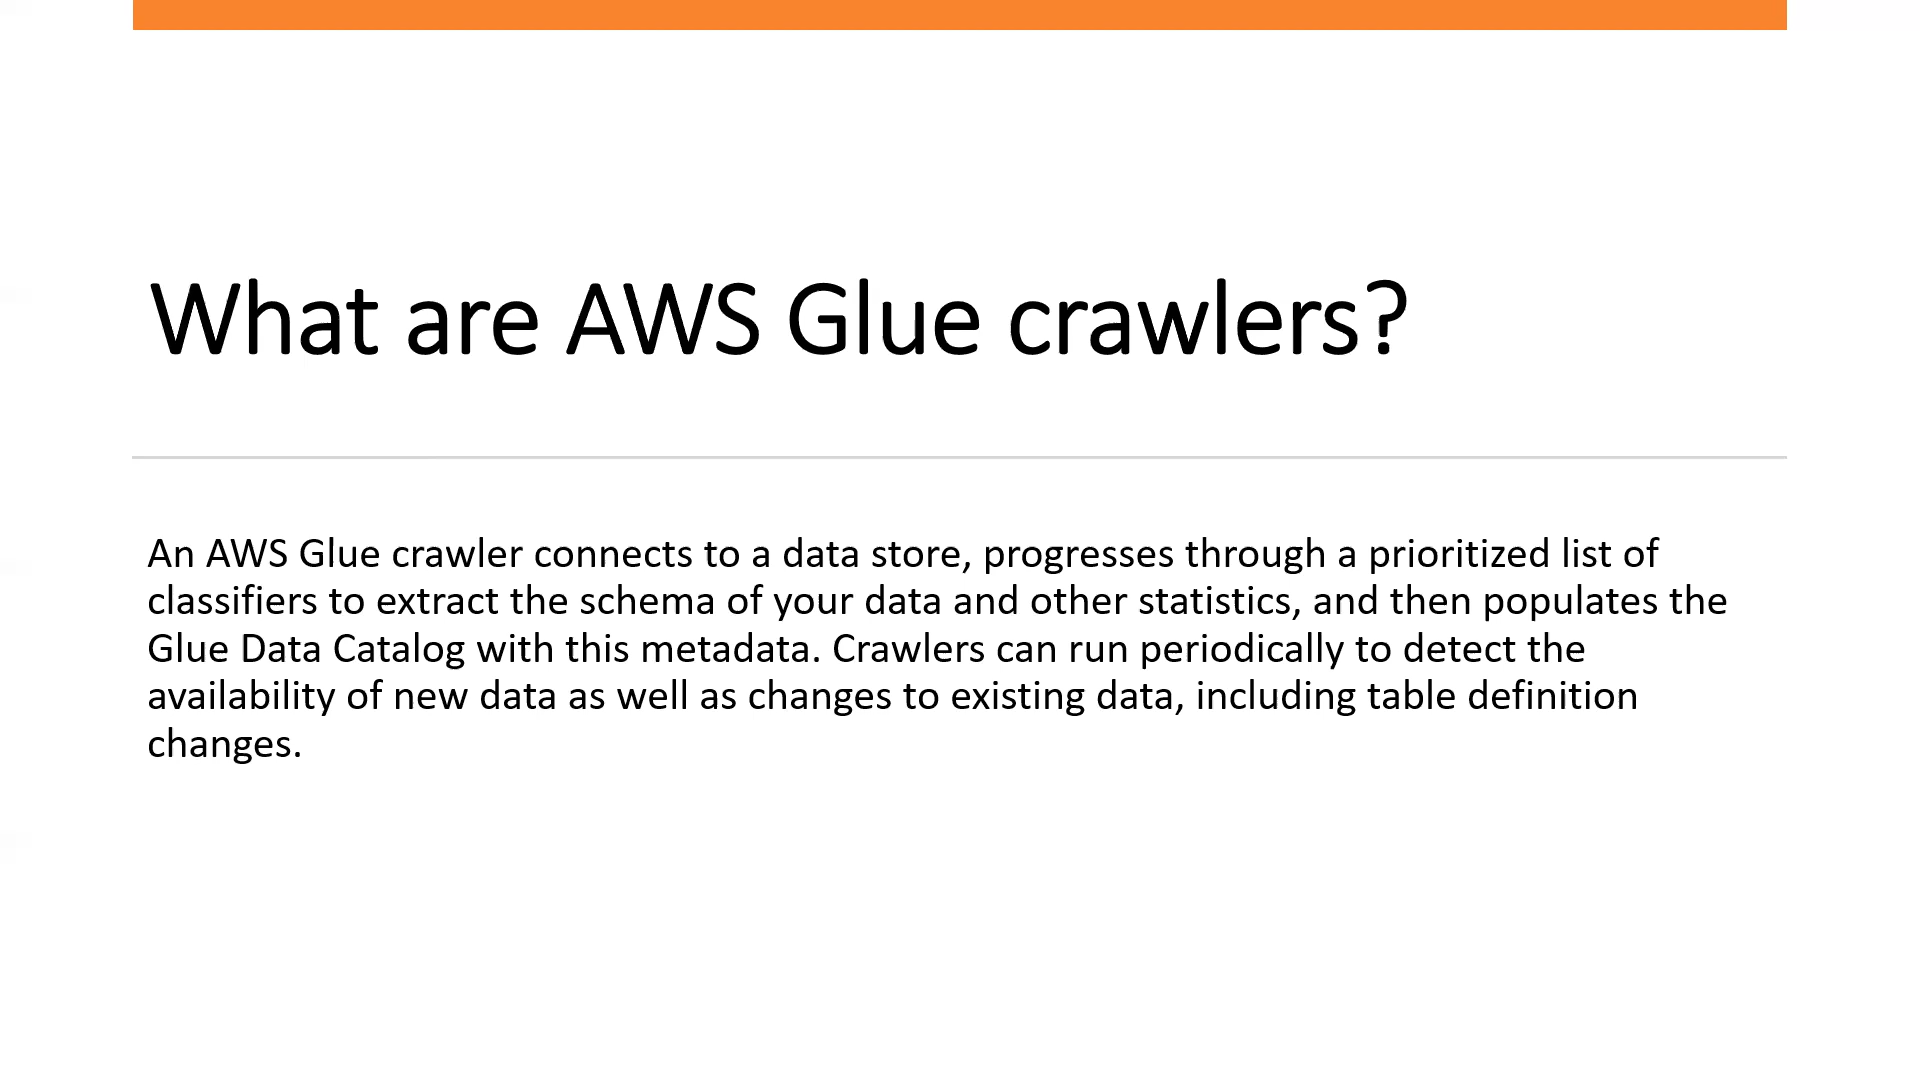 What are AWS Glue crawlers?
An AWS Glue crawler connects to a data store, progresses through a prioritized list of
classifiers to extract the schema of your data and other statistics, and then populates the
Glue Data Catalog with this metadata. Crawlers can run periodically to detect the
availability of new data as well as changes to existing data, including table definition
changes.